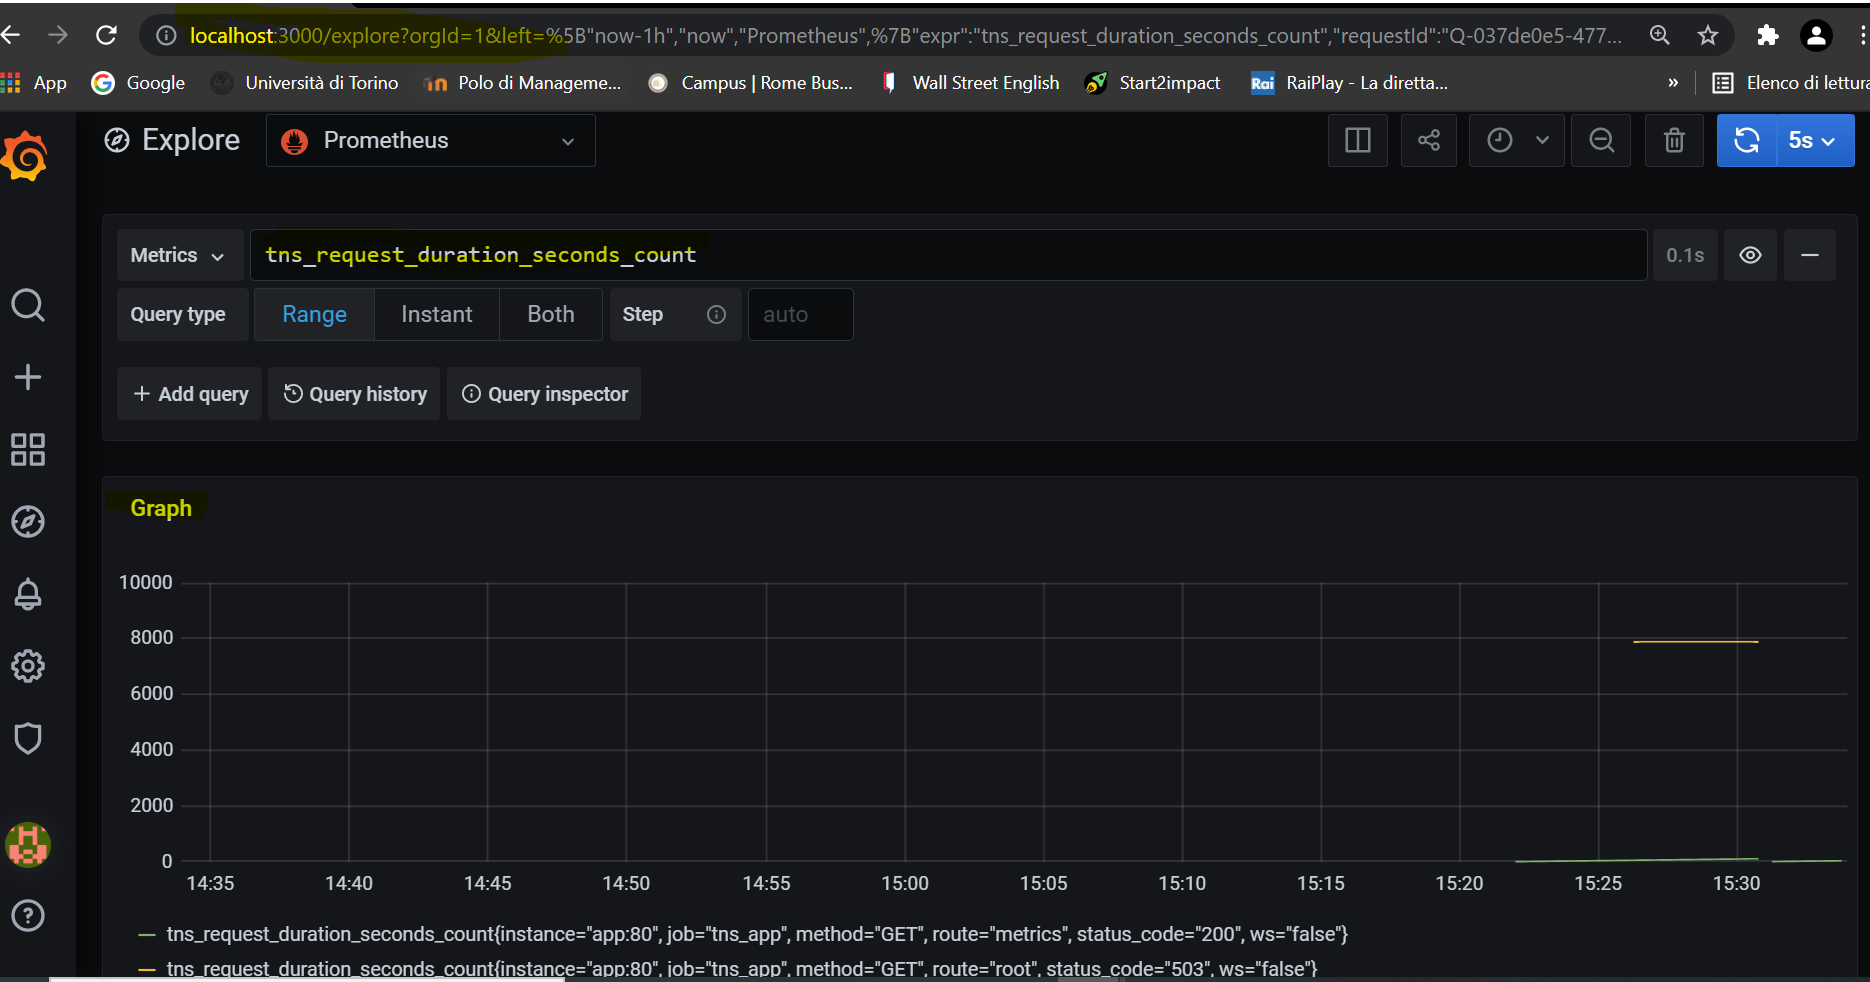 localhost:3000/explore?orgId=1&left=%5B"now-1h","now","Prometheus",%7B"expr":"tns_request_duration_seconds_count","requestId":"Q-037de0e5-477...
App Google Università di Torino Polo di Manageme... Campus | Rome Bus... Wall Street English Start2impact Rai RaiPlay - La diretta... » Elenco di lettura
Explore Prometheus 5s
Metrics tns_request_duration_seconds_count 0.1s
Query type Range Instant Both Step auto
+ Add query Query history Query inspector
Graph
10000
8000
6000
4000
2000
0
14:35 14:40 14:45 14:50 14:55 15:00 15:05 15:10 15:15 15:20 15:25 15:30
tns_request_duration_seconds_count{instance="app:80", job="tns_app", method="GET", route="metrics", status_code="200", ws="false"}
tns_request_duration_seconds_count{instance="app:80", job="tns_app", method="GET", route="root", status_code="503", ws="false"}